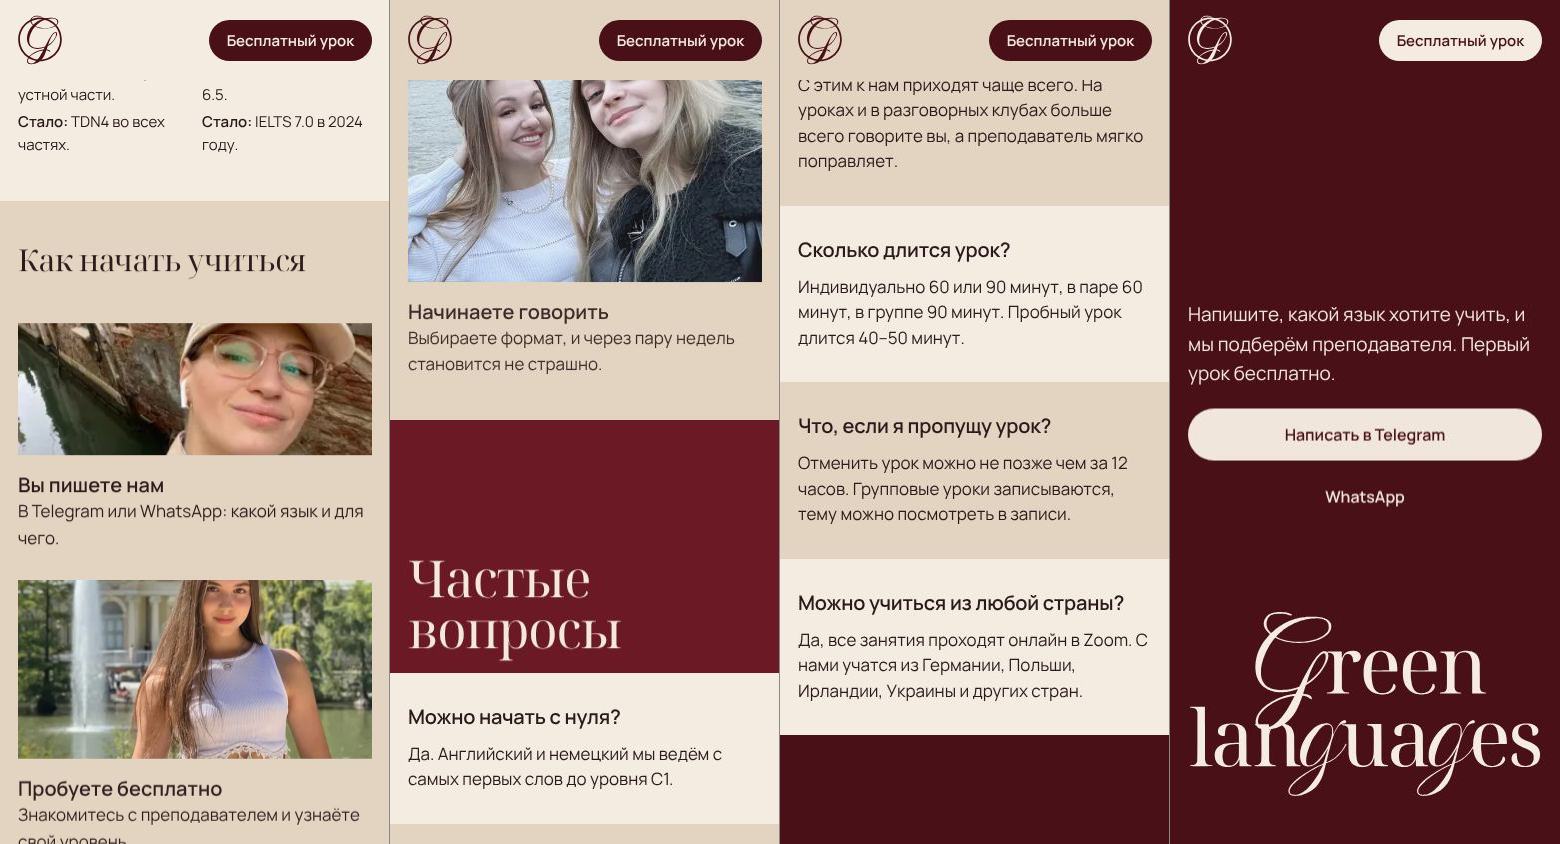 G
Бесплатный урок
устной части.
Стало: TDN4 во всех
частях.
6.5.
Стало: IELTS 7.0 в 2024
году.
Как начать учиться
Вы пишете нам
В Telegram или WhatsApp: какой язык и для
чего.
Пробуете бесплатно
Знакомитесь с преподавателем и узнаёте
свой уровень.
G
Бесплатный урок
Начинаете говорить
Выбираете формат, и через пару недель
становится не страшно.
Частые
вопросы
Можно начать с нуля?
Да. Английский и немецкий мы ведём с
самых первых слов до уровня C1.
G
Бесплатный урок
С этим к нам приходят чаще всего. На
уроках и в разговорных клубах больше
всего говорите вы, а преподаватель мягко
поправляет.
Сколько длится урок?
Индивидуально 60 или 90 минут, в паре 60
минут, в группе 90 минут. Пробный урок
длится 40–50 минут.
Что, если я пропущу урок?
Отменить урок можно не позже чем за 12
часов. Групповые уроки записываются,
тему можно посмотреть в записи.
Можно учиться из любой страны?
Да, все занятия проходят онлайн в Zoom. С
нами учатся из Германии, Польши,
Ирландии, Украины и других стран.
G
Бесплатный урок
Напишите, какой язык хотите учить, и
мы подберём преподавателя. Первый
урок бесплатно.
Написать в Telegram
WhatsApp
Green
languages